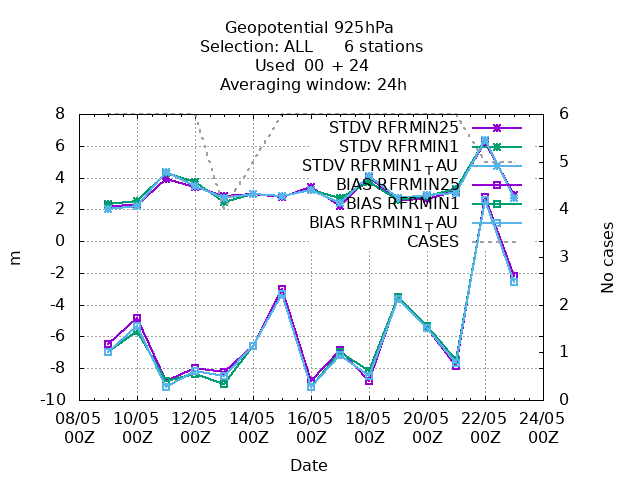 Geopotential 925hPa
Selection: ALL      6 stations
Used  00 + 24
Averaging window: 24h
8
6
4
2
0
-2
-4
-6
-8
-10
m
6
5
4
3
2
1
0
No cases
STDV RFRMIN25
STDV RFRMIN1
STDV RFRMIN1_TAU
BIAS RFRMIN25
BIAS RFRMIN1
BIAS RFRMIN1_TAU
CASES
08/05 10/05 12/05 14/05 16/05 18/05 20/05 22/05 24/05
00Z 00Z 00Z 00Z 00Z 00Z 00Z 00Z 00Z
Date